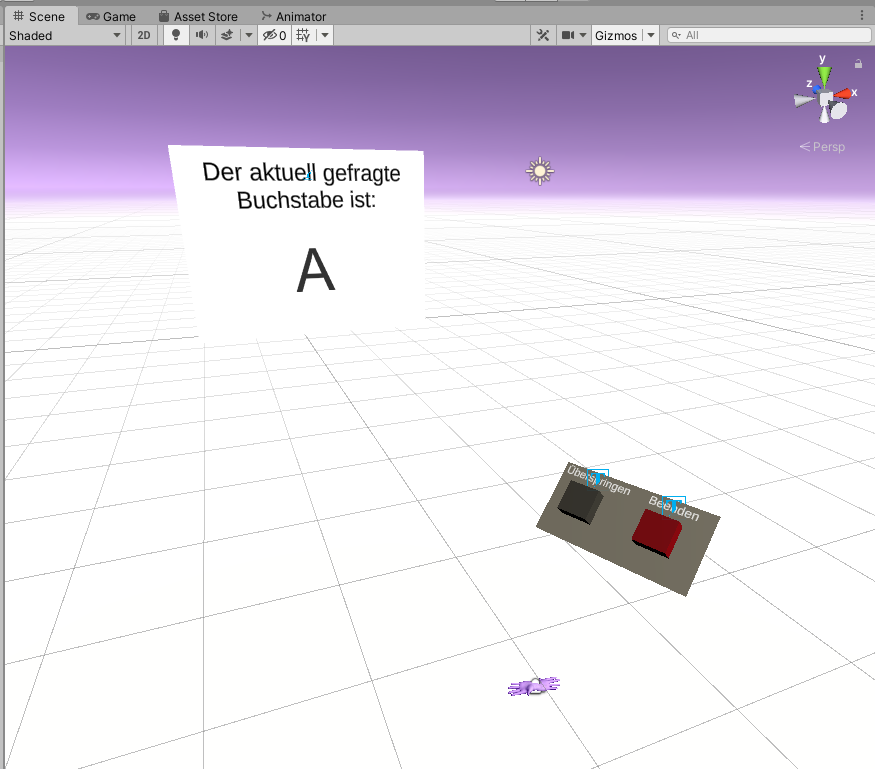 Scene Game Asset Store Animator
Shaded 2D 0 Gizmos All
y
z x
Persp
Der aktuell gefragte
Buchstabe ist:
A
Überspringen
Beenden